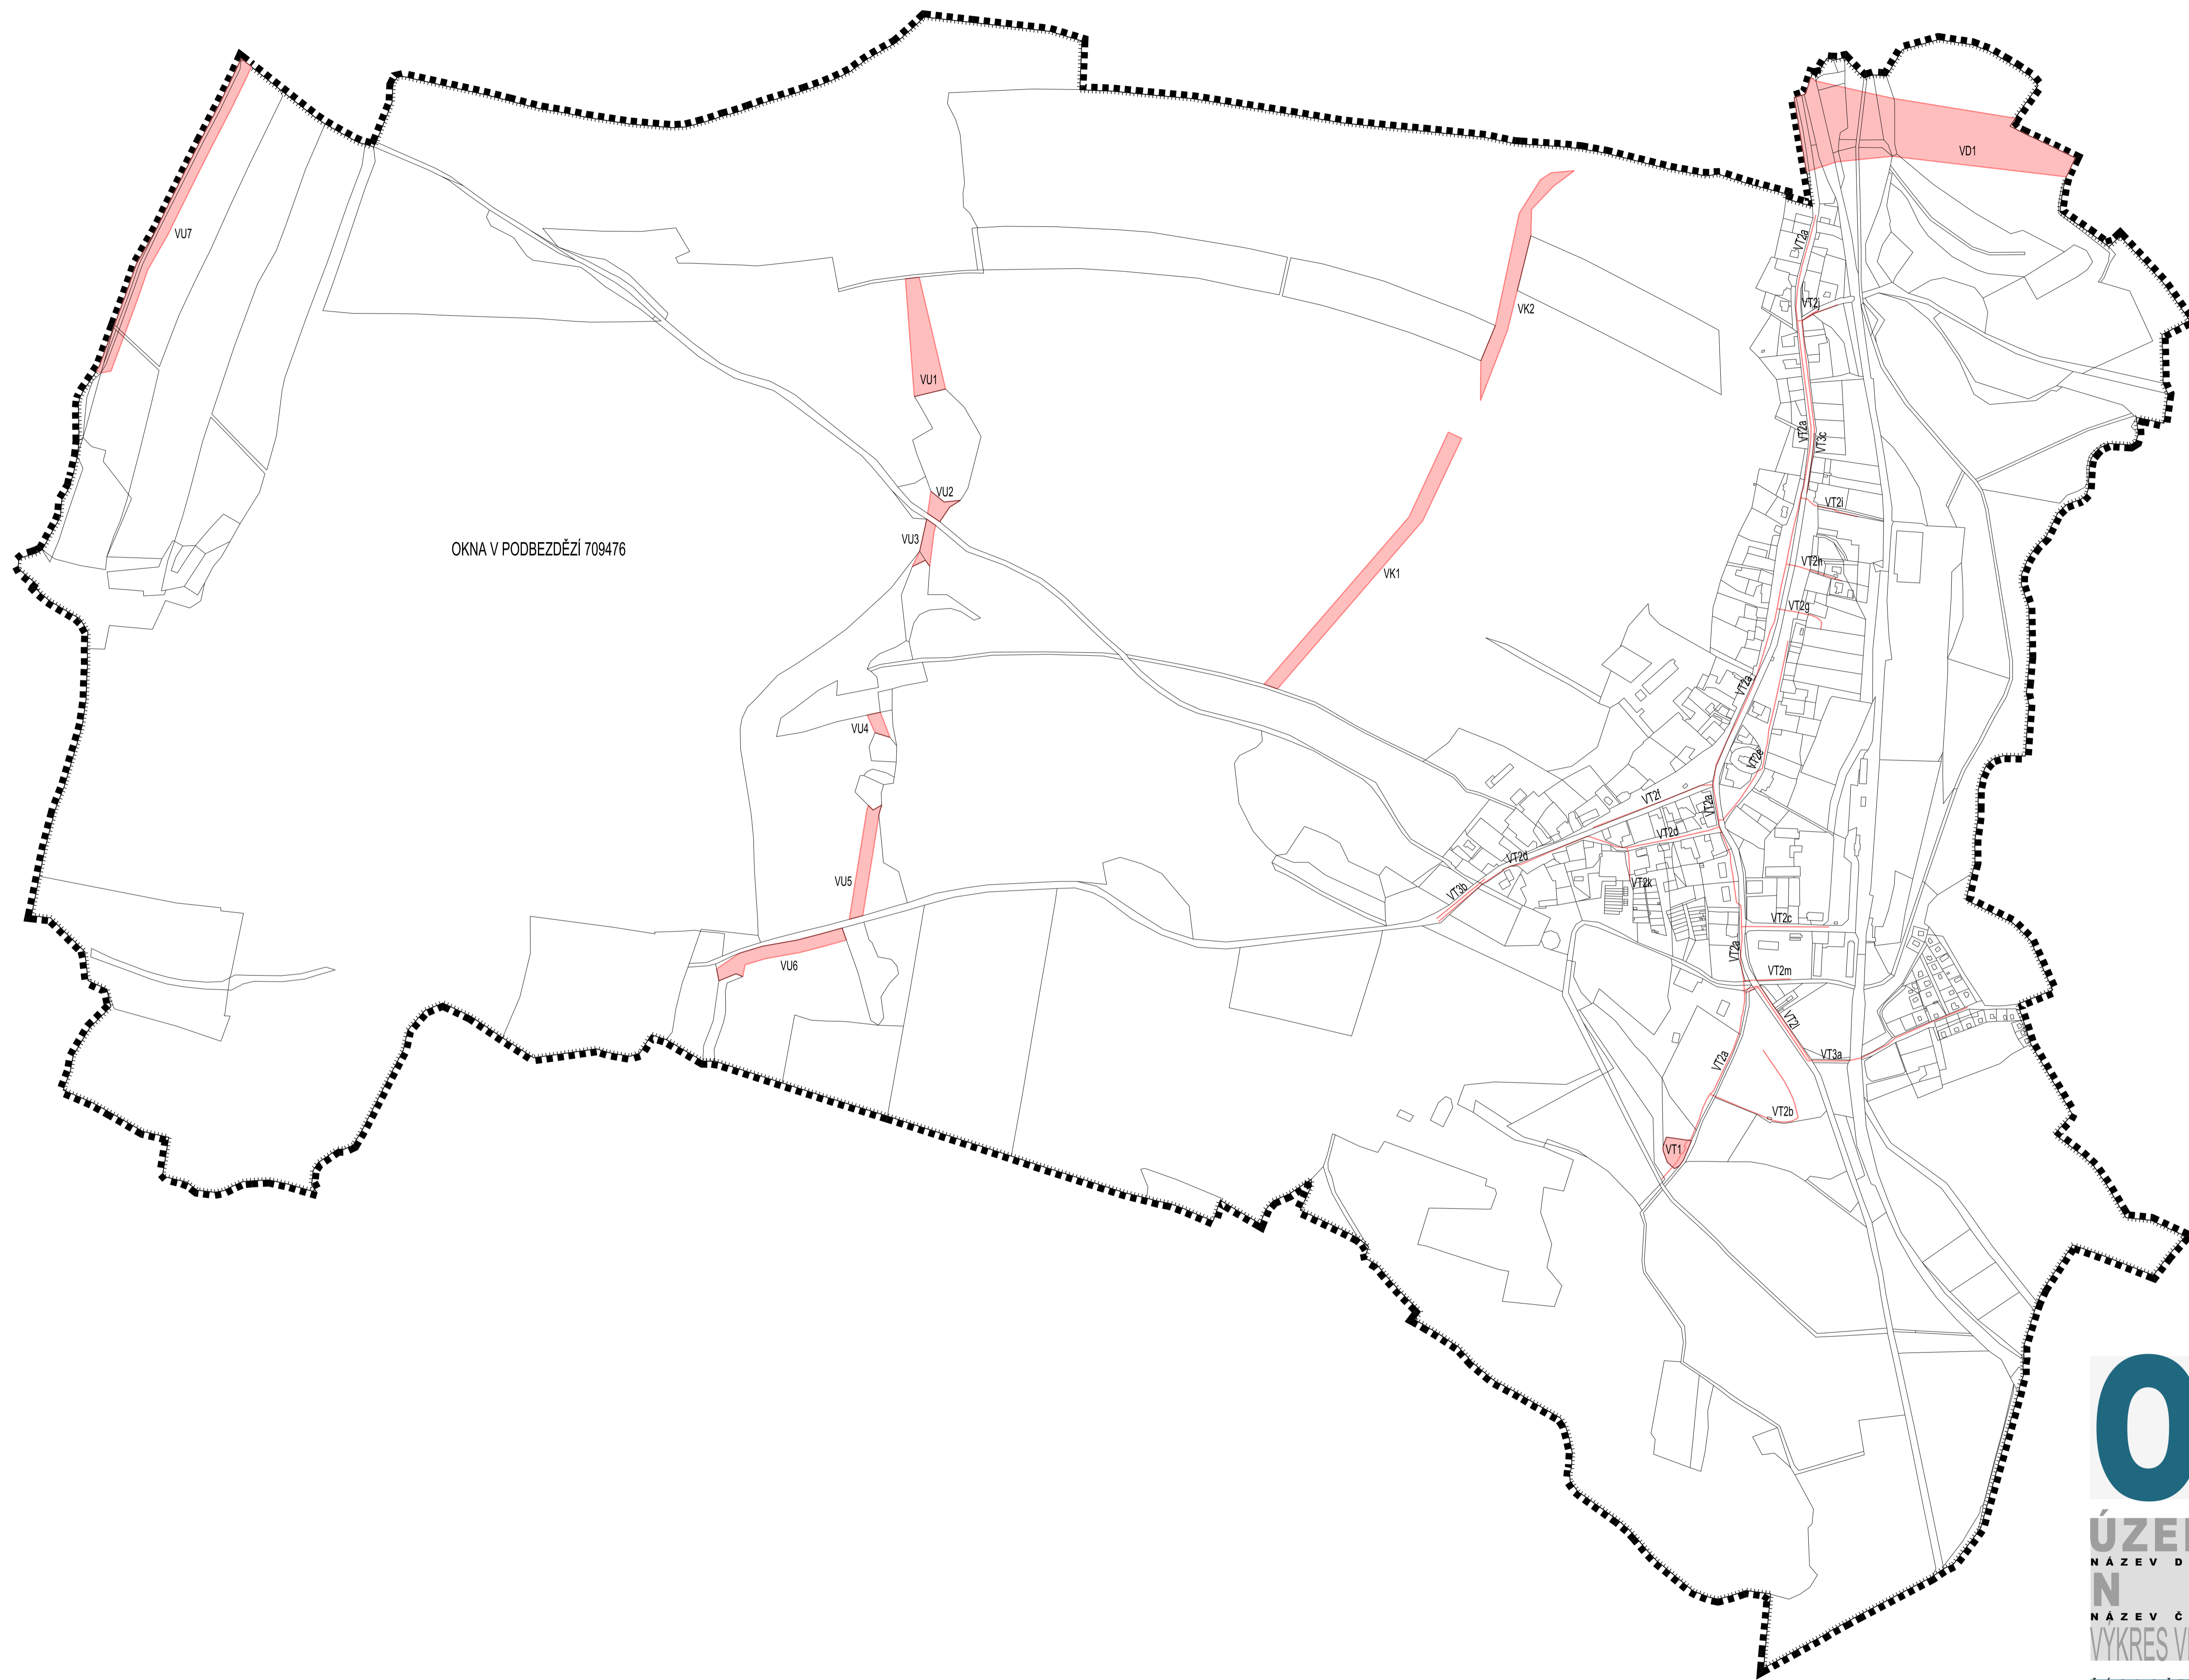 VD1
VU7
VT2a
VT2j
VK2
VU1
VT2a
VT3c
VU2
VT2i
VU3
OKNA V PODBEZDĚZÍ 709476
VT2h
VK1
VT2g
VT2a
VU4
VT2e
VT2f
VT2a
VT2d
VT2d
VU5
VT2k
VT3b
VT2c
VT2a
VU6
VT2m
VT2l
VT3a
VT2a
VT2b
VT1
O
ÚZE
NÁZEV D
N
NÁZEV Č
VÝKRES V